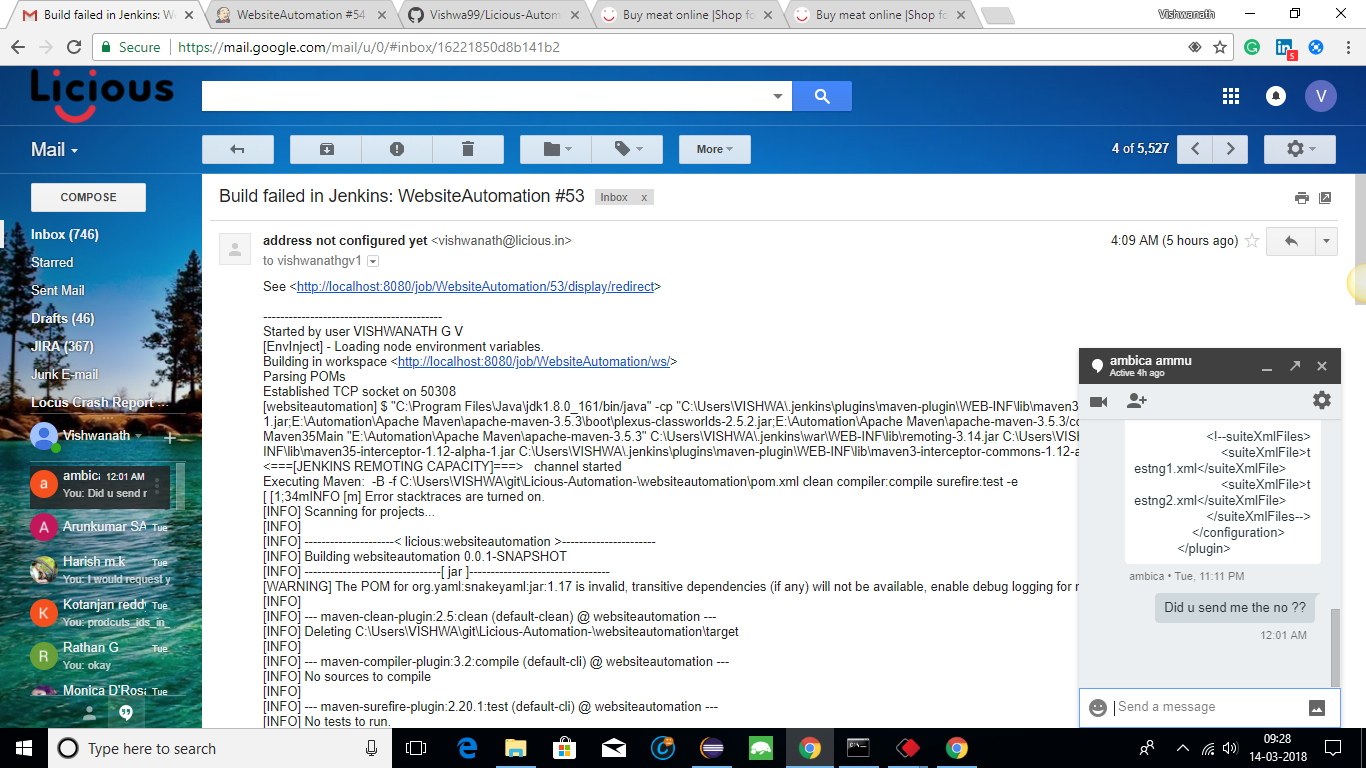 Build failed in Jenkins: W
WebsiteAutomation #54
Vishwa99/Licious-Autom
Buy meat online |Shop fo
Buy meat online |Shop fo
Vishwanath
Secure
https://mail.google.com/mail/u/0/#inbox/16221850d8b141b2
5
Licious
V
Mail
More
4 of 5,527
COMPOSE
Inbox (746)
Starred
Sent Mail
Drafts (46)
JIRA (367)
Junk E-mail
Locus Crash Report ...
Vishwanath
a
ambica
12:01 AM
You: Did u send r
A
Arunkumar SA
Tue
Harish m.k
Tue
You: I would request y
K
Kotanjan reddy
Tue
You: prodcuts_ids_in_
R
Rathan G
Tue
You: okay
Monica D'Rosa
Tue
Build failed in Jenkins: WebsiteAutomation #53
Inbox x
address not configured yet <vishwanath@licious.in>
4:09 AM (5 hours ago)
to vishwanathgv1
See <http://localhost:8080/job/WebsiteAutomation/53/display/redirect>
------------------------------------------
Started by user VISHWANATH G V
[EnvInject] - Loading node environment variables.
Building in workspace <http://localhost:8080/job/WebsiteAutomation/ws/>
Parsing POMs
Established TCP socket on 50308
[websiteautomation] $ "C:\Program Files\Java\jdk1.8.0_161/bin/java" -cp "C:\Users\VISHWA\.jenkins\plugins\maven-plugin\WEB-INF\lib\maven3
1.jar;E:\Automation\Apache Maven\apache-maven-3.5.3\boot\plexus-classworlds-2.5.2.jar;E:\Automation\Apache Maven\apache-maven-3.5.3/co
Maven35Main "E:\Automation\Apache Maven\apache-maven-3.5.3" C:\Users\VISHWA\.jenkins\war\WEB-INF\lib\remoting-3.14.jar C:\Users\VISHW
INF\lib\maven35-interceptor-1.12-alpha-1.jar C:\Users\VISHWA\.jenkins\plugins\maven-plugin\WEB-INF\lib\maven3-interceptor-commons-1.12-a
<===[JENKINS REMOTING CAPACITY]===> channel started
Executing Maven: -B -f C:\Users\VISHWA\git\Licious-Automation-\websiteautomation\pom.xml clean compiler:compile surefire:test -e
[ [1;34mINFO [m] Error stacktraces are turned on.
[INFO] Scanning for projects...
[INFO]
[INFO] ---------------------< licious:websiteautomation >----------------------
[INFO] Building websiteautomation 0.0.1-SNAPSHOT
[INFO] --------------------------------[ jar ]---------------------------------
[WARNING] The POM for org.yaml:snakeyaml:jar:1.17 is invalid, transitive dependencies (if any) will not be available, enable debug logging for m
[INFO]
[INFO] --- maven-clean-plugin:2.5:clean (default-clean) @ websiteautomation ---
[INFO] Deleting C:\Users\VISHWA\git\Licious-Automation-\websiteautomation\target
[INFO]
[INFO] --- maven-compiler-plugin:3.2:compile (default-cli) @ websiteautomation ---
[INFO] No sources to compile
[INFO]
[INFO] --- maven-surefire-plugin:2.20.1:test (default-cli) @ websiteautomation ---
[INFO] No tests to run.
ambica ammu
Active 4h ago
<!--suiteXmlFiles>
<suiteXmlFile>t
estng1.xml</suiteXmlFile>
<suiteXmlFile>t
estng2.xml</suiteXmlFile>
</suiteXmlFiles-->
</configuration>
</plugin>
ambica • Tue, 11:11 PM
Did u send me the no ??
12:01 AM
Send a message
Type here to search
09:28
14-03-2018